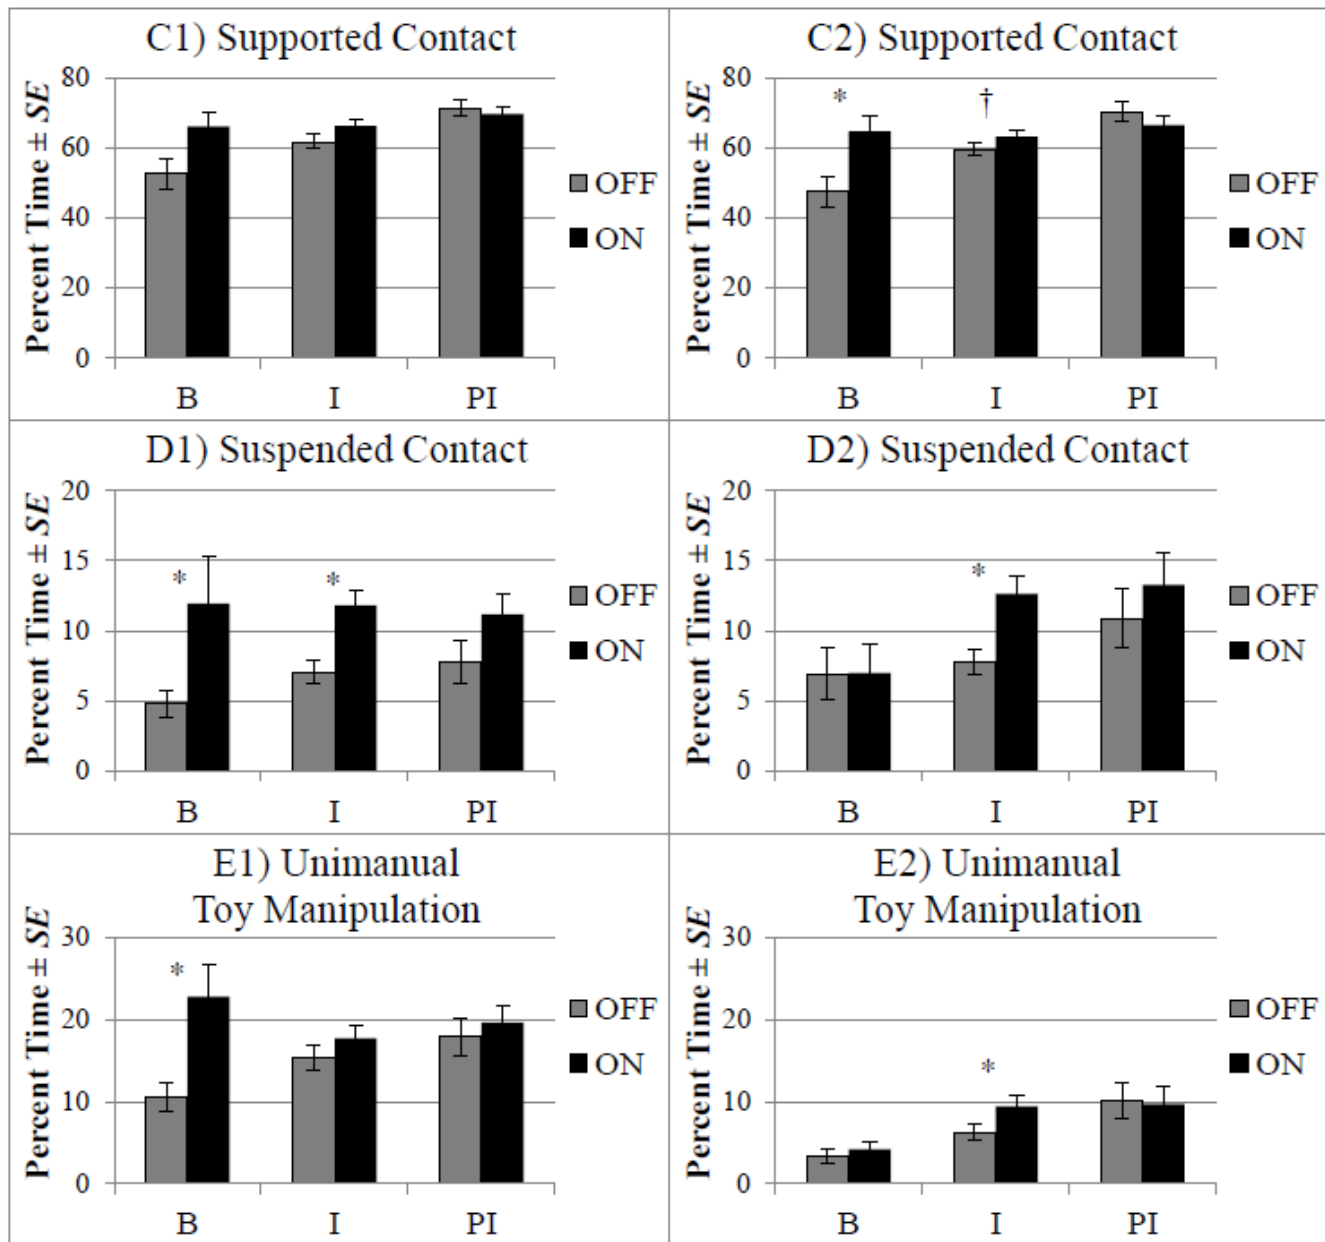 C1) Supported Contact
Percent Time ± SE
80
60
40
20
0
B I PI
OFF
ON
C2) Supported Contact
Percent Time ± SE
80
60
40
20
0
* †
B I PI
OFF
ON
D1) Suspended Contact
Percent Time ± SE
20
15
10
5
0
* *
B I PI
OFF
ON
D2) Suspended Contact
Percent Time ± SE
20
15
10
5
0
*
B I PI
OFF
ON
E1) Unimanual
Toy Manipulation
Percent Time ± SE
30
20
10
0
*
B I PI
OFF
ON
E2) Unimanual
Toy Manipulation
Percent Time ± SE
30
20
10
0
*
B I PI
OFF
ON